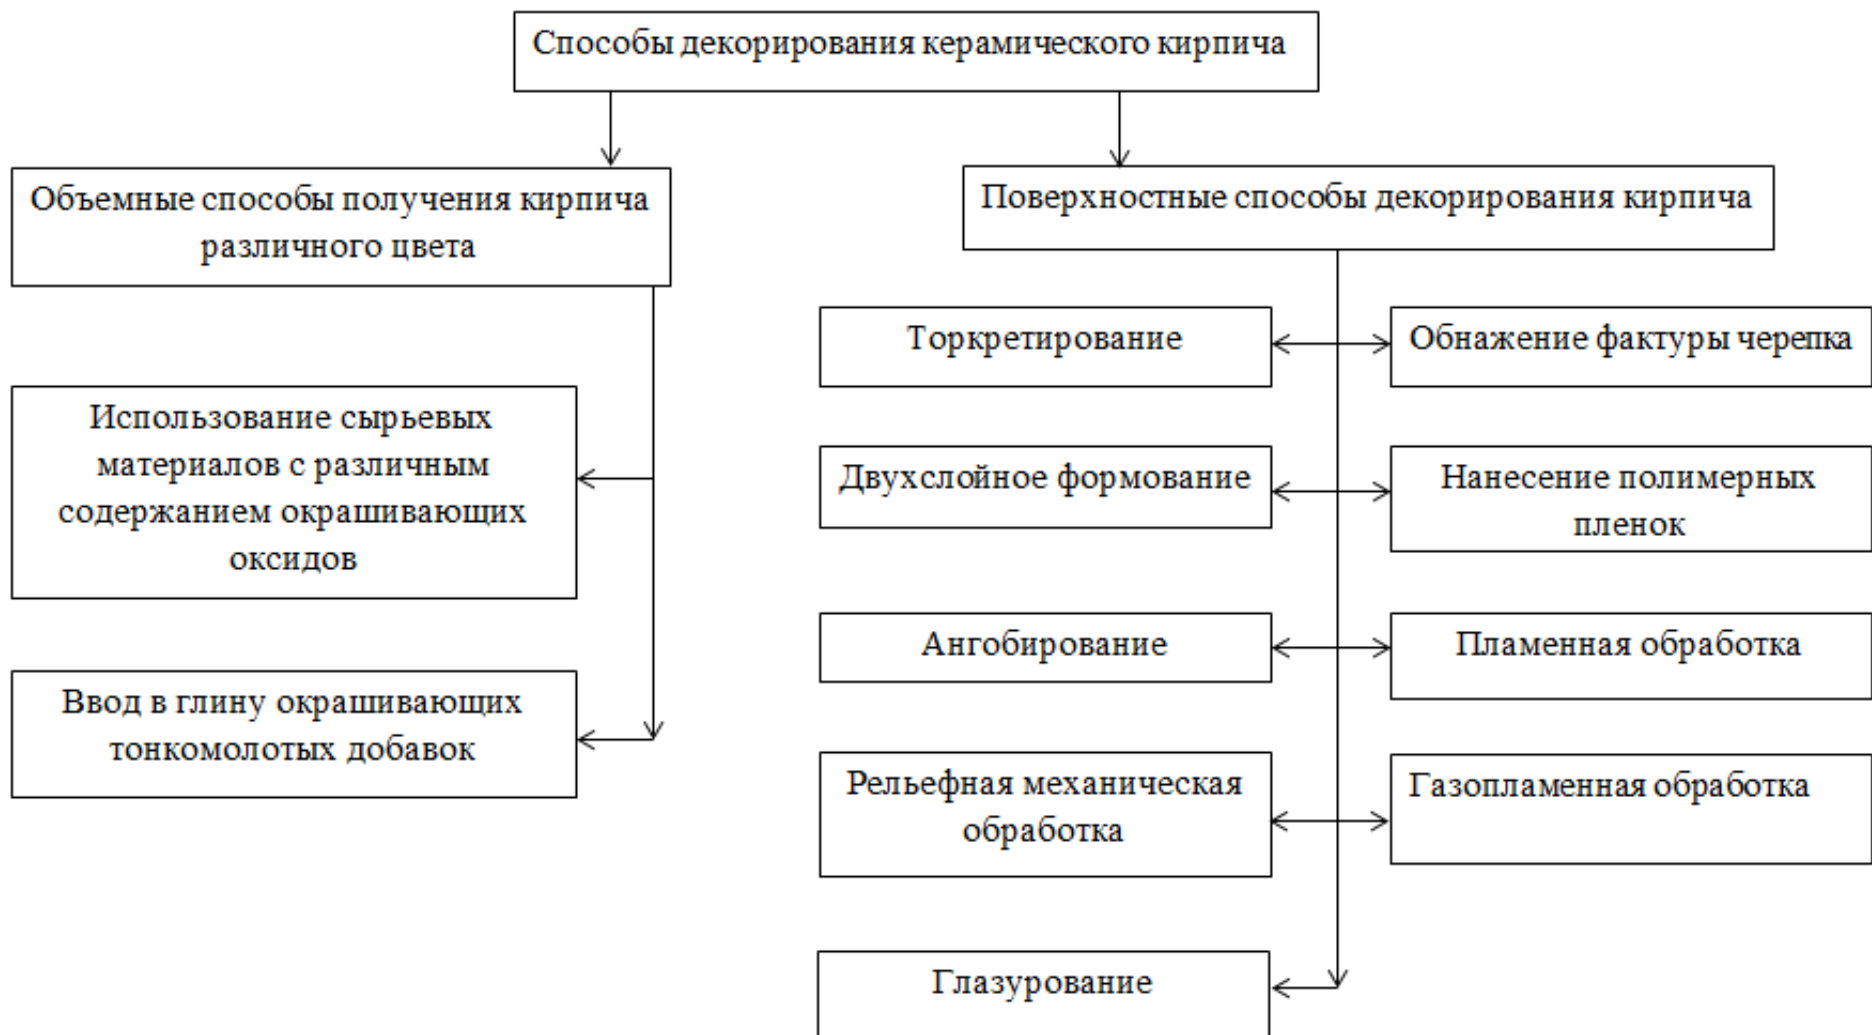 Способы декорирования керамического кирпича
Объемные способы получения кирпича
различного цвета
Поверхностные способы декорирования кирпича
Использование сырьевых
материалов с различным
содержанием окрашивающих
оксидов
Ввод в глину окрашивающих
тонкомолотых добавок
Торкретирование
Обнажение фактуры черепка
Двухслойное формование
Нанесение полимерных
пленок
Ангобирование
Пламенная обработка
Рельефная механическая
обработка
Газопламенная обработка
Глазурование